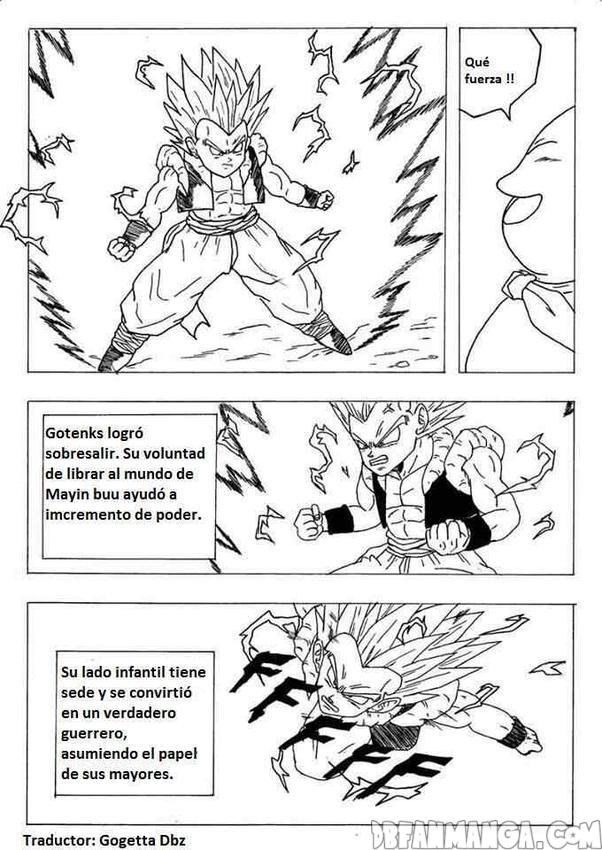 Qué
fuerza !!
Gotenks logró
sobresalir. Su voluntad
de librar al mundo de
Mayin buu ayudó a
imcremento de poder.
Su lado infantil tiene
sede y se convirtió
en un verdadero
guerrero,
asumiendo el papel
de sus mayores.
FFFFFF
Traductor: Gogetta Dbz
DBFANMANGA.COM